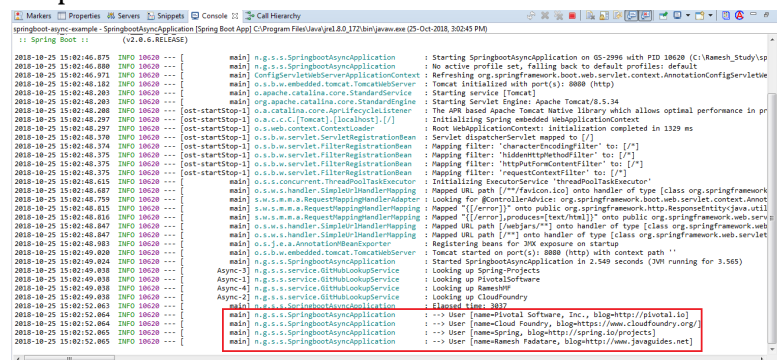 Markers Properties Servers Snippets Console Call Hierarchy
springboot-async-example - SpringbootAsyncApplication [Spring Boot App] C:\Program Files\Java\jre1.8.0_172\bin\javaw.exe (25-Oct-2018, 3:02:45 PM)
:: Spring Boot :: (v2.0.6.RELEASE)
2018-10-25 15:02:46.875 INFO 10620 --- [ main] n.g.s.s.SpringbootAsyncApplication : Starting SpringbootAsyncApplication on GS-2996 with PID 10620 (C:\Ramesh_Study\sp
2018-10-25 15:02:46.881 INFO 10620 --- [ main] n.g.s.s.SpringbootAsyncApplication : No active profile set, falling back to default profiles: default
2018-10-25 15:02:46.971 INFO 10620 --- [ main] ConfigServletWebServerApplicationContext : Refreshing org.springframework.boot.web.servlet.context.AnnotationConfigServletWe
2018-10-25 15:02:48.182 INFO 10620 --- [ main] o.s.b.w.embedded.tomcat.TomcatWebServer : Tomcat initialized with port(s): 8080 (http)
2018-10-25 15:02:48.203 INFO 10620 --- [ main] o.apache.catalina.core.StandardService : Starting service [Tomcat]
2018-10-25 15:02:48.203 INFO 10620 --- [ main] org.apache.catalina.core.StandardEngine : Starting Servlet Engine: Apache Tomcat/8.5.34
2018-10-25 15:02:48.208 INFO 10620 --- [ost-startStop-1] o.a.catalina.core.AprLifecycleListener : The APR based Apache Tomcat Native library which allows optimal performance in pr
2018-10-25 15:02:48.297 INFO 10620 --- [ost-startStop-1] o.a.c.c.C.[Tomcat].[localhost].[/] : Initializing Spring embedded WebApplicationContext
2018-10-25 15:02:48.297 INFO 10620 --- [ost-startStop-1] o.s.web.context.ContextLoader : Root WebApplicationContext: initialization completed in 1329 ms
2018-10-25 15:02:48.370 INFO 10620 --- [ost-startStop-1] o.s.b.w.servlet.ServletRegistrationBean : Servlet dispatcherServlet mapped to [/]
2018-10-25 15:02:48.374 INFO 10620 --- [ost-startStop-1] o.s.b.w.servlet.FilterRegistrationBean : Mapping filter: 'characterEncodingFilter' to: [/*]
2018-10-25 15:02:48.375 INFO 10620 --- [ost-startStop-1] o.s.b.w.servlet.FilterRegistrationBean : Mapping filter: 'hiddenHttpMethodFilter' to: [/*]
2018-10-25 15:02:48.375 INFO 10620 --- [ost-startStop-1] o.s.b.w.servlet.FilterRegistrationBean : Mapping filter: 'httpPutFormContentFilter' to: [/*]
2018-10-25 15:02:48.375 INFO 10620 --- [ost-startStop-1] o.s.b.w.servlet.FilterRegistrationBean : Mapping filter: 'requestContextFilter' to: [/*]
2018-10-25 15:02:48.615 INFO 10620 --- [ main] o.s.s.concurrent.ThreadPoolTaskExecutor : Initializing ExecutorService 'threadPoolTaskExecutor'
2018-10-25 15:02:48.687 INFO 10620 --- [ main] o.s.w.s.handler.SimpleUrlHandlerMapping : Mapped URL path [/**/favicon.ico] onto handler of type [class org.springframework
2018-10-25 15:02:48.759 INFO 10620 --- [ main] s.w.s.m.m.a.RequestMappingHandlerAdapter : Looking for @ControllerAdvice: org.springframework.boot.web.servlet.context.Annot
2018-10-25 15:02:48.815 INFO 10620 --- [ main] s.w.s.m.m.a.RequestMappingHandlerMapping : Mapped "{[/error]}" onto public org.springframework.http.ResponseEntity<java.util
2018-10-25 15:02:48.817 INFO 10620 --- [ main] s.w.s.m.m.a.RequestMappingHandlerMapping : Mapped "{[/error],produces=[text/html]}" onto public org.springframework.web.serv
2018-10-25 15:02:48.847 INFO 10620 --- [ main] o.s.w.s.handler.SimpleUrlHandlerMapping : Mapped URL path [/webjars/**] onto handler of type [class org.springframework.web
2018-10-25 15:02:48.847 INFO 10620 --- [ main] o.s.w.s.handler.SimpleUrlHandlerMapping : Mapped URL path [/**] onto handler of type [class org.springframework.web.servlet
2018-10-25 15:02:48.983 INFO 10620 --- [ main] o.s.j.e.a.AnnotationMBeanExporter : Registering beans for JMX exposure on startup
2018-10-25 15:02:49.020 INFO 10620 --- [ main] o.s.b.w.embedded.tomcat.TomcatWebServer : Tomcat started on port(s): 8080 (http) with context path ''
2018-10-25 15:02:49.024 INFO 10620 --- [ main] n.g.s.s.SpringbootAsyncApplication : Started SpringbootAsyncApplication in 2.549 seconds (JVM running for 3.565)
2018-10-25 15:02:49.038 INFO 10620 --- [ Async-3] n.g.s.s.service.GitHubLookupService : Looking up Spring-Projects
2018-10-25 15:02:49.038 INFO 10620 --- [ Async-1] n.g.s.s.service.GitHubLookupService : Looking up PivotalSoftware
2018-10-25 15:02:49.038 INFO 10620 --- [ Async-4] n.g.s.s.service.GitHubLookupService : Looking up RameshMF
2018-10-25 15:02:49.038 INFO 10620 --- [ Async-2] n.g.s.s.service.GitHubLookupService : Looking up CloudFoundry
2018-10-25 15:02:52.063 INFO 10620 --- [ main] n.g.s.s.SpringbootAsyncApplication : Elapsed time: 3037
2018-10-25 15:02:52.064 INFO 10620 --- [ main] n.g.s.s.SpringbootAsyncApplication : --> User [name=Pivotal Software, Inc., blog=http://pivotal.io]
2018-10-25 15:02:52.064 INFO 10620 --- [ main] n.g.s.s.SpringbootAsyncApplication : --> User [name=Cloud Foundry, blog=https://www.cloudfoundry.org/]
2018-10-25 15:02:52.065 INFO 10620 --- [ main] n.g.s.s.SpringbootAsyncApplication : --> User [name=Spring, blog=http://spring.io/projects]
2018-10-25 15:02:52.065 INFO 10620 --- [ main] n.g.s.s.SpringbootAsyncApplication : --> User [name=Ramesh Fadatare, blog=http://www.javaguides.net]